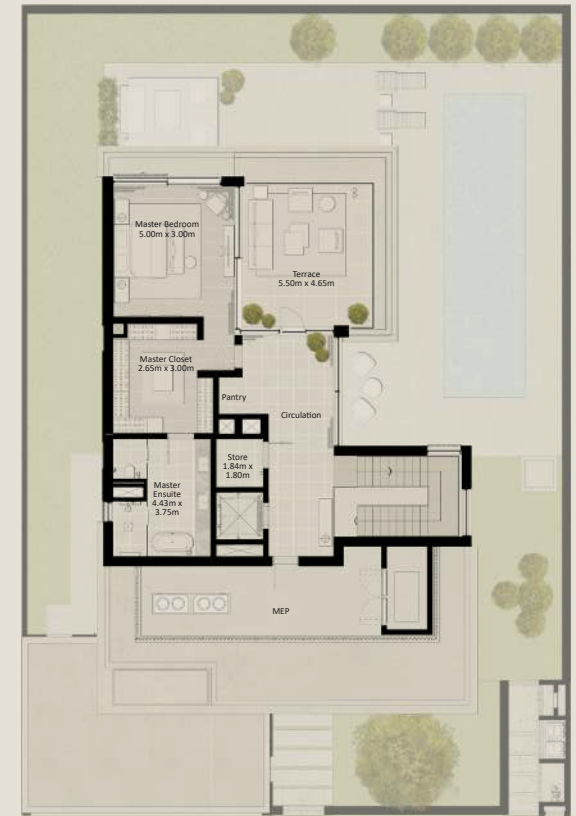 Master Bedroom
5.00m x 3.00m
Terrace
5.50m x 4.65m
Master Closet
2.65m x 3.00m
Pantry
Circulation
Store
1.84m x
1.80m
Master
Ensuite
4.43m x
3.75m
MEP